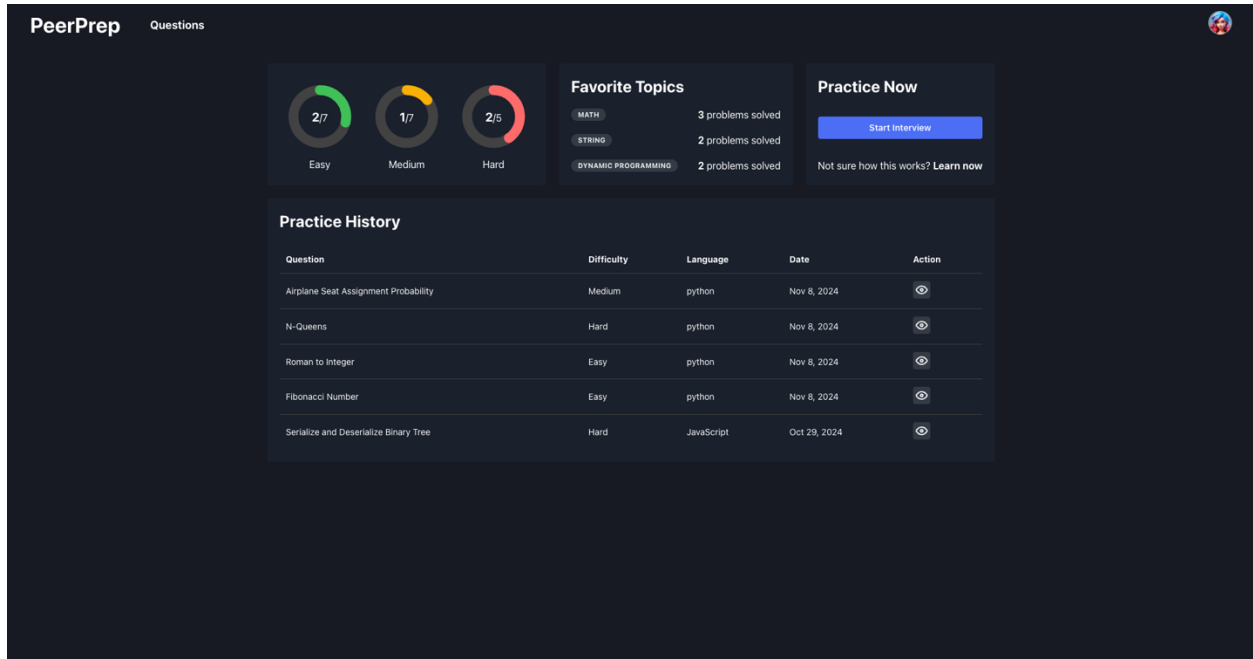 PeerPrep Questions
2/7 1/7 2/5
Easy Medium Hard
Favorite Topics
MATH 3 problems solved
STRING 2 problems solved
DYNAMIC PROGRAMMING 2 problems solved
Practice Now
Start Interview
Not sure how this works? Learn now
Practice History
Question Difficulty Language Date Action
Airplane Seat Assignment Probability Medium python Nov 8, 2024
N-Queens Hard python Nov 8, 2024
Roman to Integer Easy python Nov 8, 2024
Fibonacci Number Easy python Nov 8, 2024
Serialize and Deserialize Binary Tree Hard JavaScript Oct 29, 2024